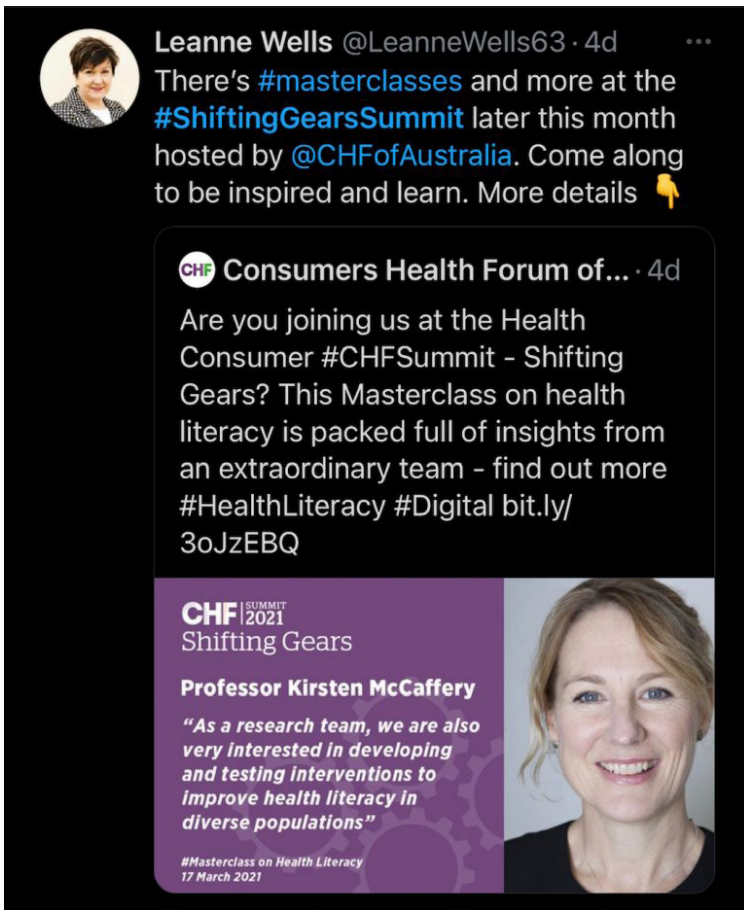 Leanne Wells @LeanneWells63 · 4d
There's #masterclasses and more at the
#ShiftingGearsSummit later this month
hosted by @CHFofAustralia. Come along
to be inspired and learn. More details 👇
CHF Consumers Health Forum of... · 4d
Are you joining us at the Health
Consumer #CHFSummit - Shifting
Gears? This Masterclass on health
literacy is packed full of insights from
an extraordinary team - find out more
#HealthLiteracy #Digital bit.ly/
3oJzEBQ
CHF SUMMIT
2021
Shifting Gears
Professor Kirsten McCaffery
“As a research team, we are also
very interested in developing
and testing interventions to
improve health literacy in
diverse populations”
#Masterclass on Health Literacy
17 March 2021